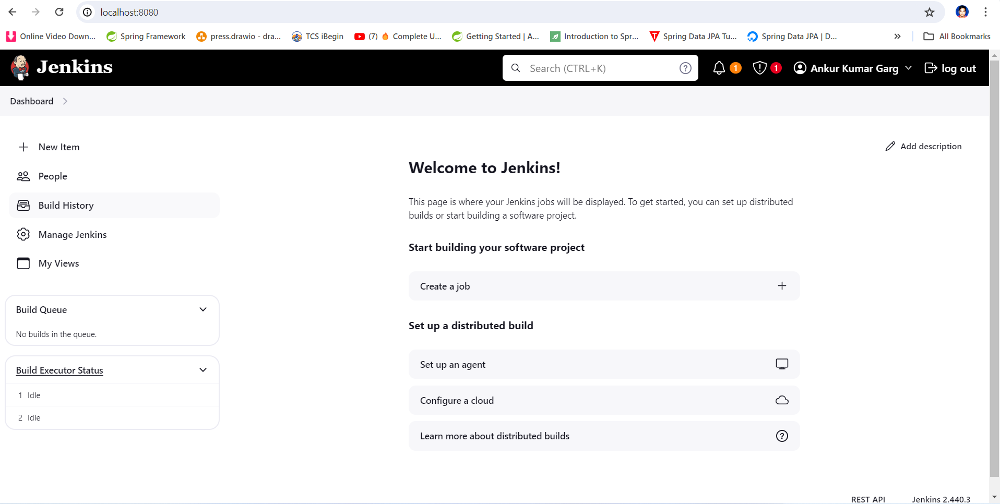 localhost:8080
Online Video Down... Spring Framework press.drawio - dra... TCS iBegin (7) Complete U... Getting Started | A... Introduction to Spr... Spring Data JPA Tu... Spring Data JPA | D... All Bookmarks
Jenkins Search (CTRL+K) 1 1 Ankur Kumar Garg log out
Dashboard
New Item
People
Build History
Manage Jenkins
My Views
Build Queue
No builds in the queue.
Build Executor Status
1 Idle
2 Idle
Add description
Welcome to Jenkins!
This page is where your Jenkins jobs will be displayed. To get started, you can set up distributed
builds or start building a software project.
Start building your software project
Create a job
Set up a distributed build
Set up an agent
Configure a cloud
Learn more about distributed builds
REST API Jenkins 2.440.3